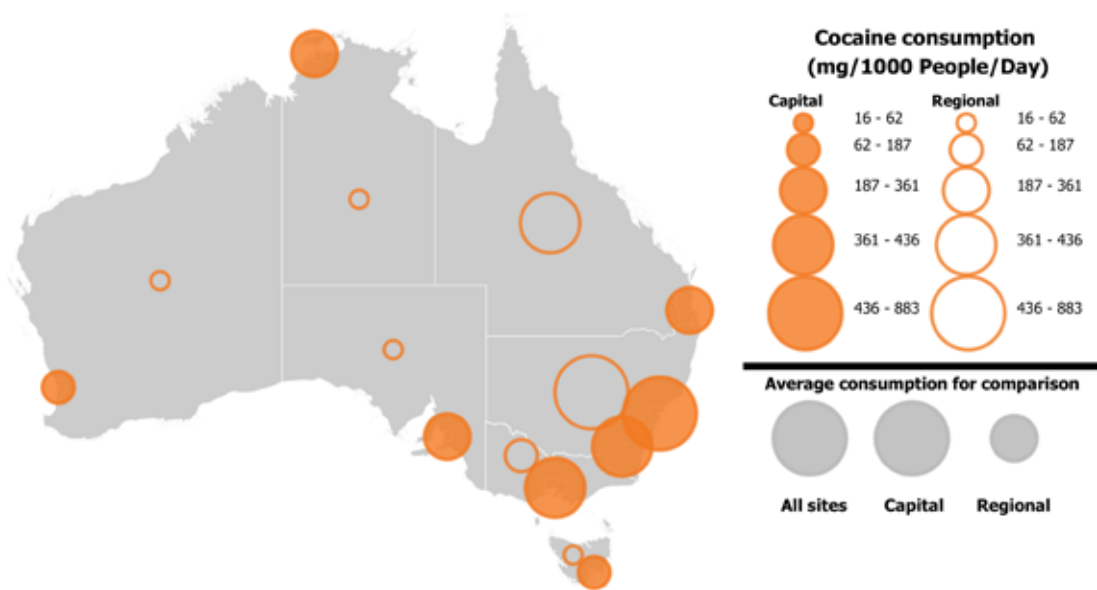 Cocaine consumption
(mg/1000 People/Day)
Capital Regional
16 - 62 16 - 62
62 - 187 62 - 187
187 - 361 187 - 361
361 - 436 361 - 436
436 - 883 436 - 883
Average consumption for comparison
All sites Capital Regional